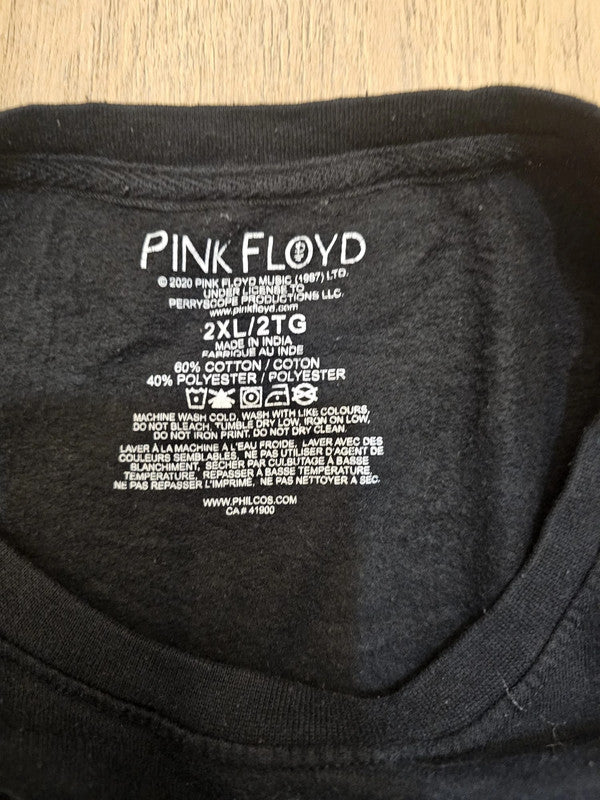 PINK FLOYD
© 2020 PINK FLOYD MUSIC (1987) LTD.
UNDER LICENSE TO
PERRYSCOPE PRODUCTIONS LLC.
www.pinkfloyd.com
2XL/2TG
MADE IN INDIA
FABRIQUE AU INDE
60% COTTON / COTON
40% POLYESTER / POLYESTER
MACHINE WASH COLD, WASH WITH LIKE COLOURS,
DO NOT BLEACH, TUMBLE DRY LOW, IRON ON LOW,
DO NOT IRON PRINT, DO NOT DRY CLEAN.
LAVER À LA MACHINE À L'EAU FROIDE, LAVER AVEC DES
COULEURS SEMBLABLES, NE PAS UTILISER D'AGENT DE
BLANCHIMENT, SÉCHER PAR CULBUTAGE À BASSE
TEMPÉRATURE, REPASSER À BASSE TEMPÉRATURE,
NE PAS REPASSER L'IMPRIMÉ, NE PAS NETTOYER À SEC.
WWW.PHILCOS.COM
CA# 41900